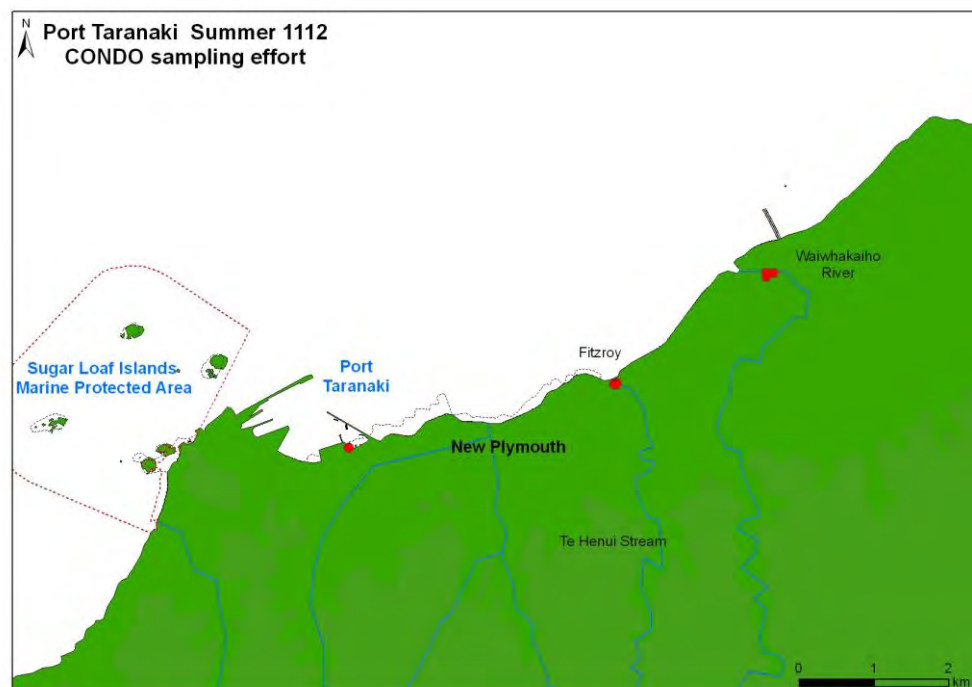 N
Port Taranaki Summer 1112
CONDO sampling effort
Waiwhakaiho
River
Fitzroy
Sugar Loaf Islands
Marine Protected Area
Port
Taranaki
New Plymouth
Te Henui Stream
0 1 2
km